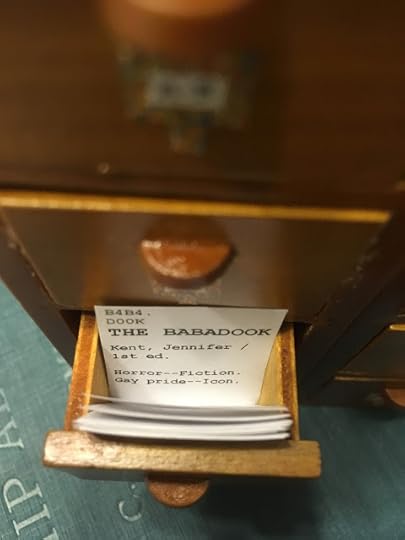 B4B4.
DOOK
THE BABADOOK
Kent, Jennifer /
1st ed.
Horror--Fiction.
Gay pride--Icon.